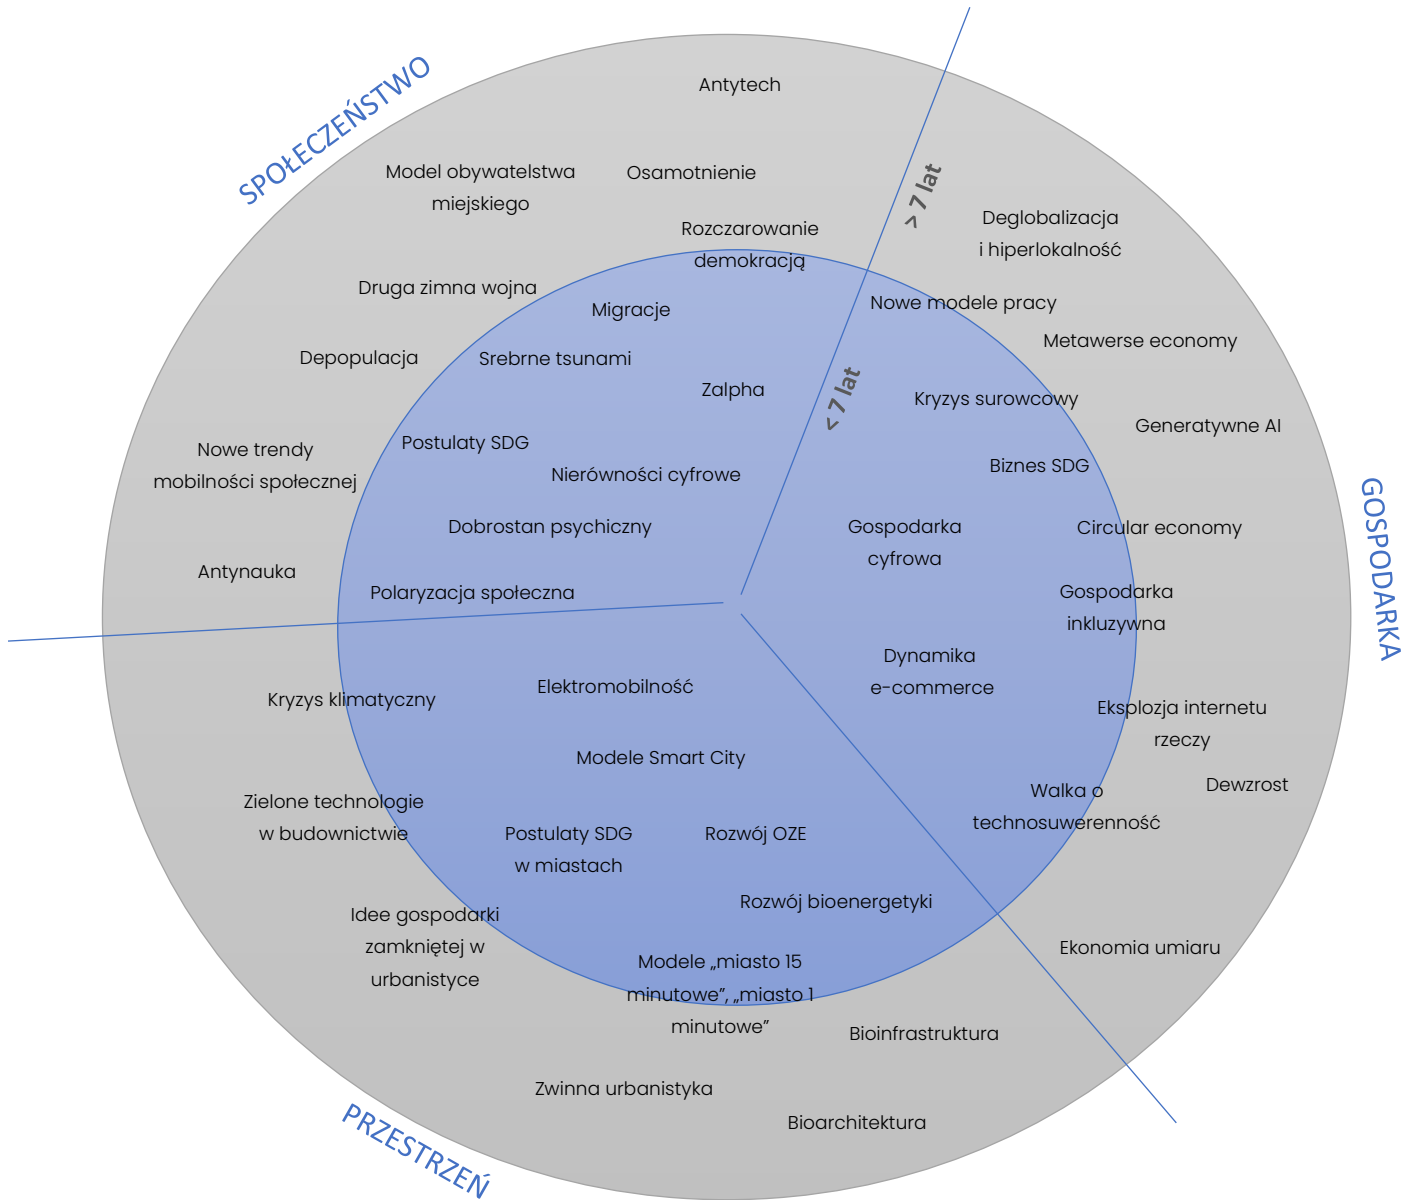 SPOŁECZEŃSTWO
Antytech
Model obywatelstwa
miejskiego
Osamotnienie
Rozczarowanie
demokracją
Druga zimna wojna
Migracje
Depopulacja
Srebrne tsunami
Zalpha
Postulaty SDG
Nowe trendy
mobilności społecznej
Nierówności cyfrowe
Dobrostan psychiczny
Antynauka
Polaryzacja społeczna
> 7 lat
< 7 lat
GOSPODARKA
Deglobalizacja
i hiperlokalność
Nowe modele pracy
Metawerse economy
Kryzys surowcowy
Generatywne AI
Biznes SDG
Gospodarka
cyfrowa
Circular economy
Gospodarka
inkluzywna
Dynamika
e-commerce
Eksplozja internetu
rzeczy
Dewzrost
Walka o
technosuwerenność
Ekonomia umiaru
PRZESTRZEŃ
Kryzys klimatyczny
Elektromobilność
Modele Smart City
Zielone technologie
w budownictwie
Postulaty SDG
w miastach
Rozwój OZE
Rozwój bioenergetyki
Idee gospodarki
zamkniętej w
urbanistyce
Modele „miasto 15
minutowe”, „miasto 1
minutowe”
Bioinfrastruktura
Zwinna urbanistyka
Bioarchitektura